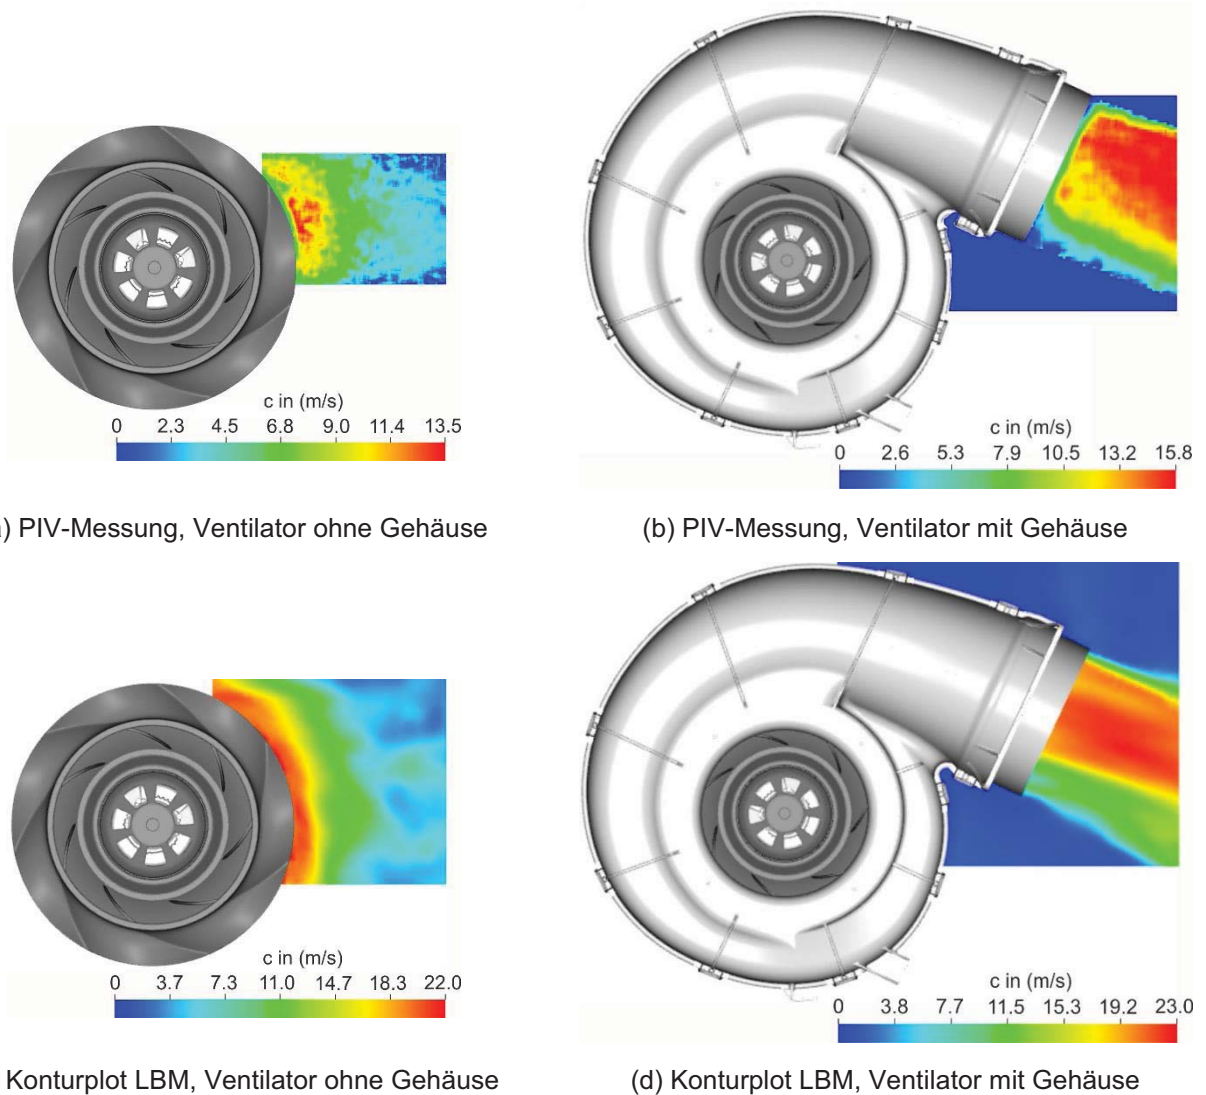 c in (m/s)
0 2.3 4.5 6.8 9.0 11.4 13.5
c in (m/s)
0 2.6 5.3 7.9 10.5 13.2 15.8
) PIV-Messung, Ventilator ohne Gehäuse
(b) PIV-Messung, Ventilator mit Gehäuse
c in (m/s)
0 3.7 7.3 11.0 14.7 18.3 22.0
c in (m/s)
0 3.8 7.7 11.5 15.3 19.2 23.0
Konturplot LBM, Ventilator ohne Gehäuse
(d) Konturplot LBM, Ventilator mit Gehäuse